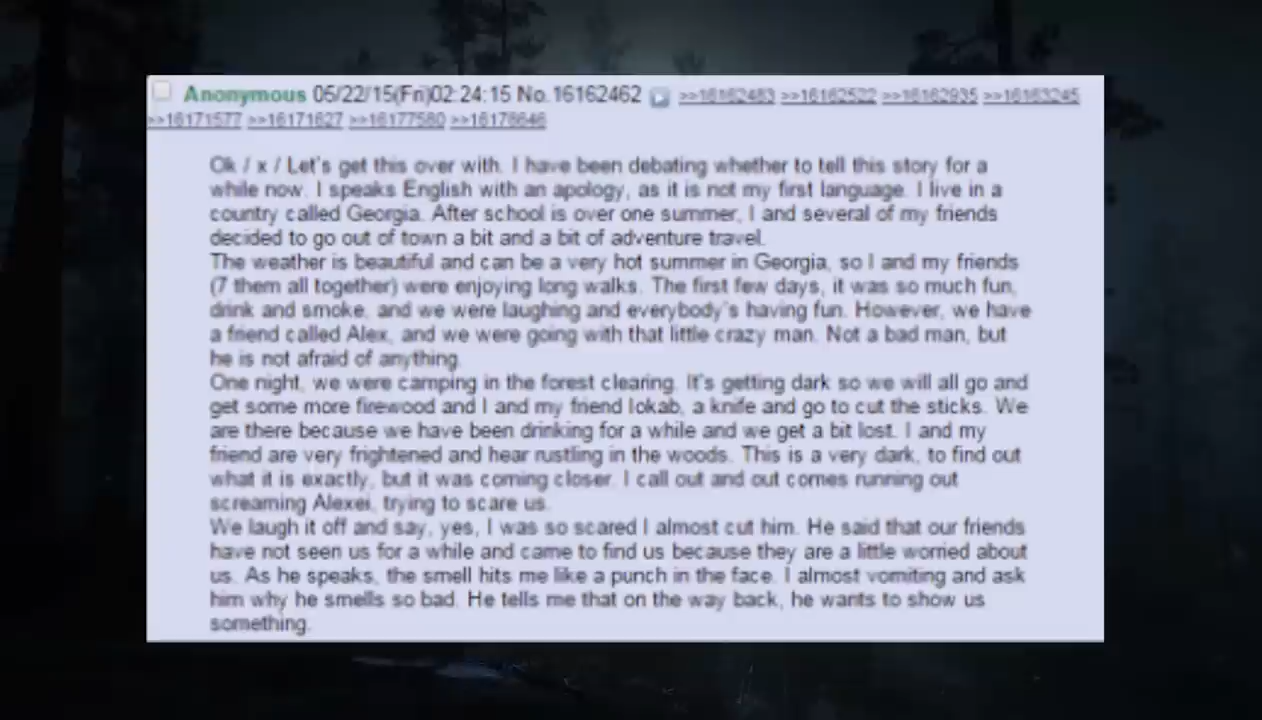 Anonymous 05/22/15(Fri)02:24:15 No.16162462 >>16162483 >>16162522 >>16162935 >>16163245
>>16171577 >>16171627 >>16177580 >>16178646
Ok / x / Let's get this over with. I have been debating whether to tell this story for a
while now. I speaks English with an apology, as it is not my first language. I live in a
country called Georgia. After school is over one summer, I and several of my friends
decided to go out of town a bit and a bit of adventure travel.
The weather is beautiful and can be a very hot summer in Georgia, so I and my friends
(7 them all together) were enjoying long walks. The first few days, it was so much fun,
drink and smoke, and we were laughing and everybody's having fun. However, we have
a friend called Alex, and we were going with that little crazy man. Not a bad man, but
he is not afraid of anything.
One night, we were camping in the forest clearing. It's getting dark so we will all go and
get some more firewood and I and my friend Iokab, a knife and go to cut the sticks. We
are there because we have been drinking for a while and we get a bit lost. I and my
friend are very frightened and hear rustling in the woods. This is a very dark, to find out
what it is exactly, but it was coming closer. I call out and out comes running out
screaming Alexei, trying to scare us.
We laugh it off and say, yes, I was so scared I almost cut him. He said that our friends
have not seen us for a while and came to find us because they are a little worried about
us. As he speaks, the smell hits me like a punch in the face. I almost vomiting and ask
him why he smells so bad. He tells me that on the way back, he wants to show us
something.